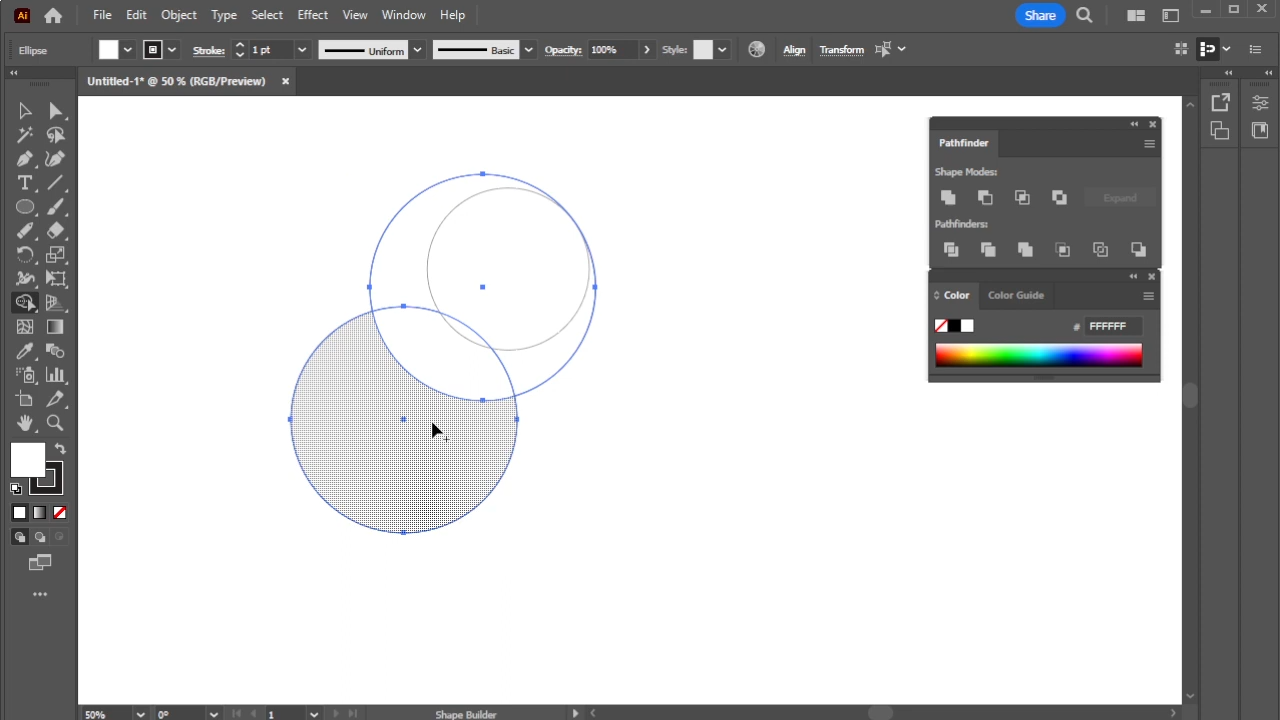 Ai File Edit Object Type Select Effect View Window Help Share
Ellipse Stroke: 1 pt Uniform Basic Opacity: 100% Style: Align Transform
Untitled-1* @ 50 % (RGB/Preview)
Pathfinder
Shape Modes:
Expand
Pathfinders:
Color Color Guide
# FFFFFF
50% 0° 1 Shape Builder